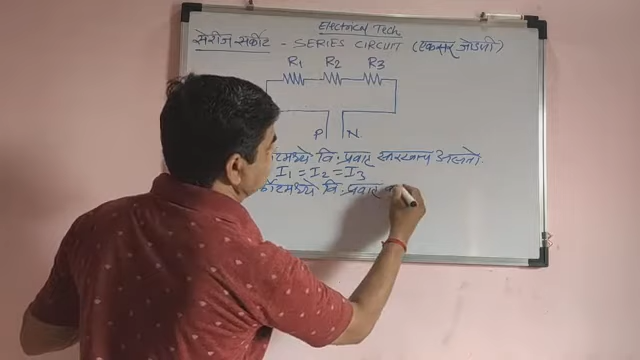 Electrical Tech.
सेरीज सर्कीट - SERIES CIRCUIT (एकसर जोडणी)
R₁ R₂ R₃
P N
वि. प्रवाह सारखाच असतो.
I₁ = I₂ = I₃
वि. प्रवाह